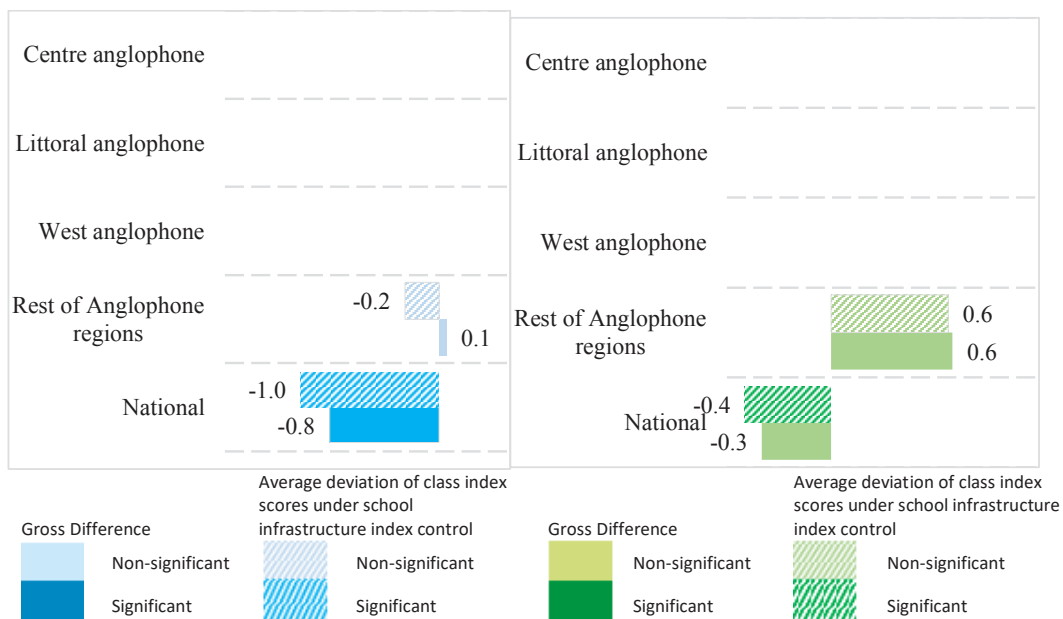 Centre anglophone
Littoral anglophone
West anglophone
-0.2
Rest of Anglophone
regions
0.1
-1.0
National
-0.8
Centre anglophone
Littoral anglophone
West anglophone
Rest of Anglophone
regions
0.6
0.6
-0.4
National
-0.3
Gross Difference
Non-significant
Significant
Average deviation of class index
scores under school
infrastructure index control
Non-significant
Significant
Gross Difference
Non-significant
Significant
Average deviation of class index
scores under school infrastructure
index control
Non-significant
Significant